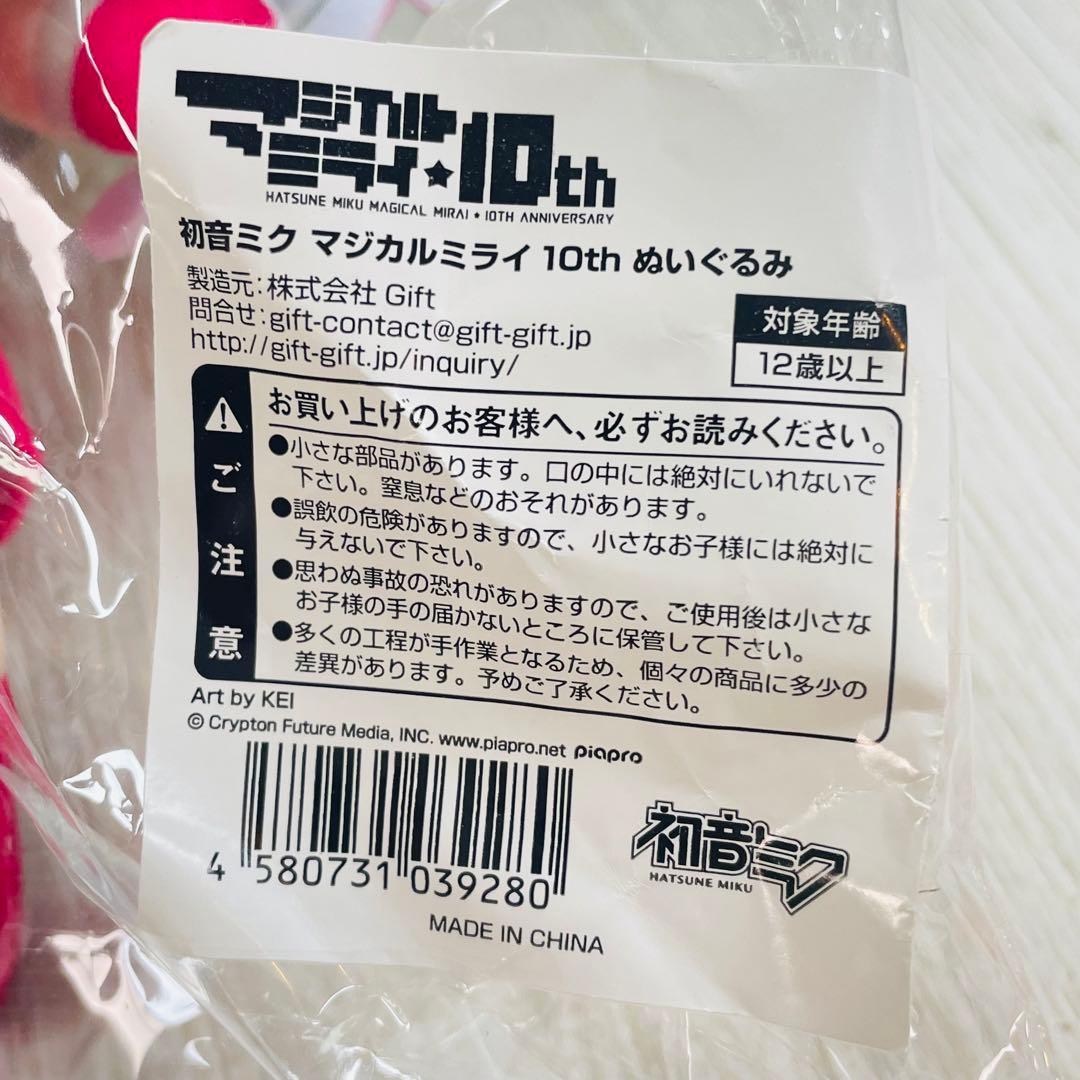 マジカル
ミライ★10th
HATSUNE MIKU MAGICAL MIRAI ★ 10TH ANNIVERSARY
初音ミク マジカルミライ 10th ぬいぐるみ
製造元:株式会社 Gift
問合せ:gift-contact@gift-gift.jp
http://gift-gift.jp/inquiry/
対象年齢
12歳以上
ご注意
お買い上げのお客様へ、必ずお読みください。
●小さな部品があります。口の中には絶対にいれないで
下さい。窒息などのおそれがあります。
●誤飲の危険がありますので、小さなお子様には絶対に
与えないで下さい。
●思わぬ事故の恐れがありますので、ご使用後は小さな
お子様の手の届かないところに保管して下さい。
●多くの工程が手作業となるため、個々の商品に多少の
差異があります。予めご了承ください。
Art by KEI
© Crypton Future Media, INC. www.piapro.net piapro
4 580731 039280
初音ミク
HATSUNE MIKU
MADE IN CHINA